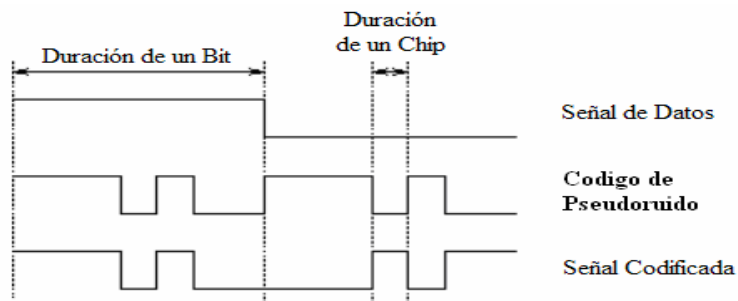 Duración
de un Chip
Duración de un Bit
Señal de Datos
Codigo de
Pseudoruido
Señal Codificada